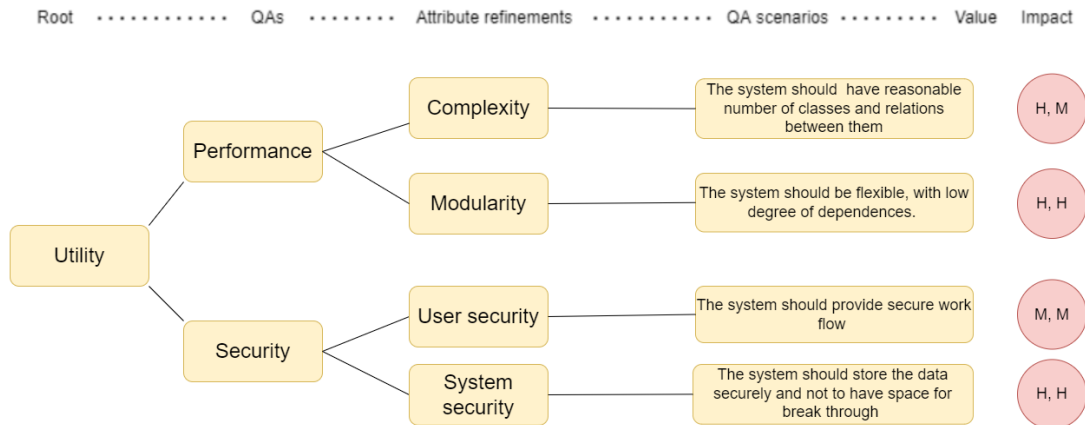 Root QAs Attribute refinements QA scenarios Value Impact
Complexity
The system should have reasonable
number of classes and relations
between them
H, M
Performance
Modularity
The system should be flexible, with low
degree of dependences.
H, H
Utility
User security
The system should provide secure work
flow
M, M
Security
System
security
The system should store the data
securely and not to have space for
break through
H, H